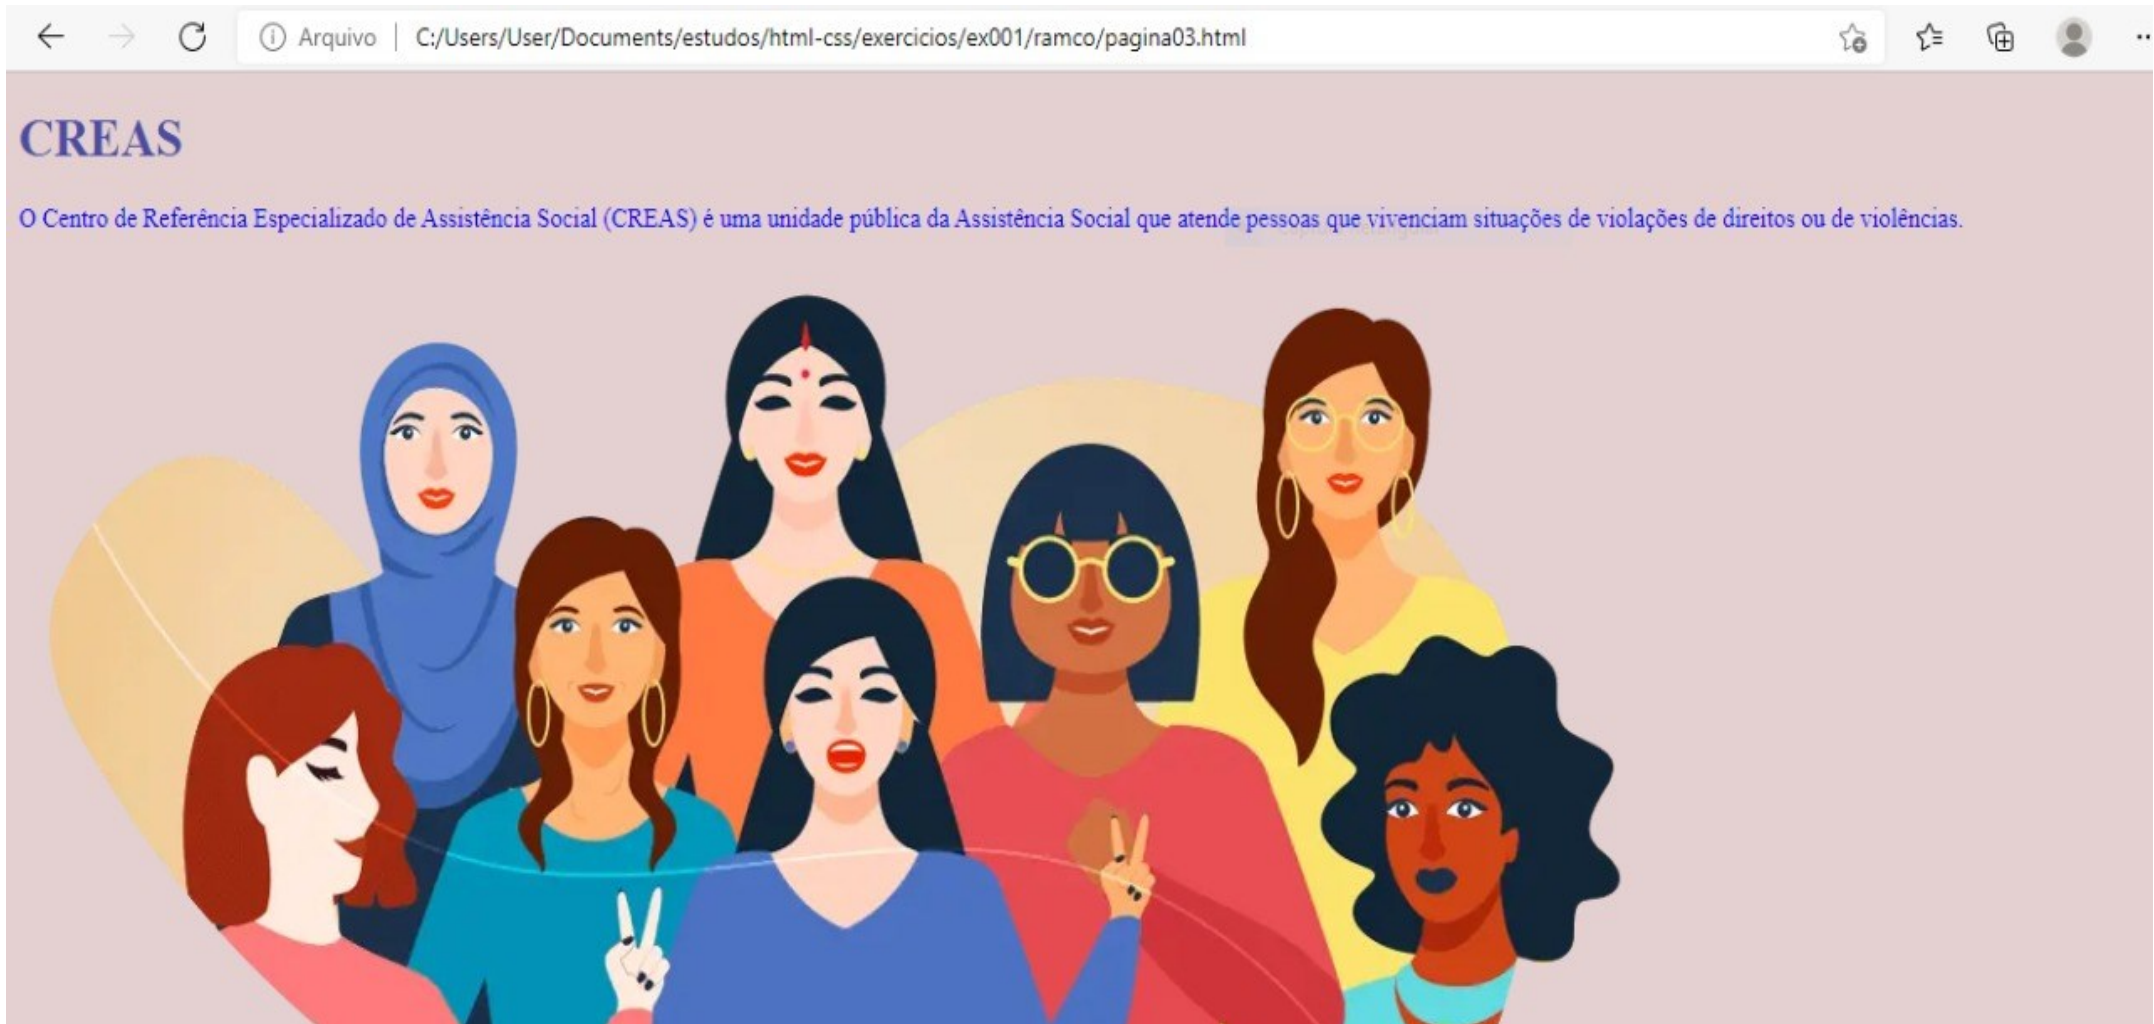 Arquivo C:/Users/User/Documents/estudos/html-css/exercicios/ex001/ramco/pagina03.html
CREAS
O Centro de Referência Especializado de Assistência Social (CREAS) é uma unidade pública da Assistência Social que atende pessoas que vivenciam situações de violações de direitos ou de violências.